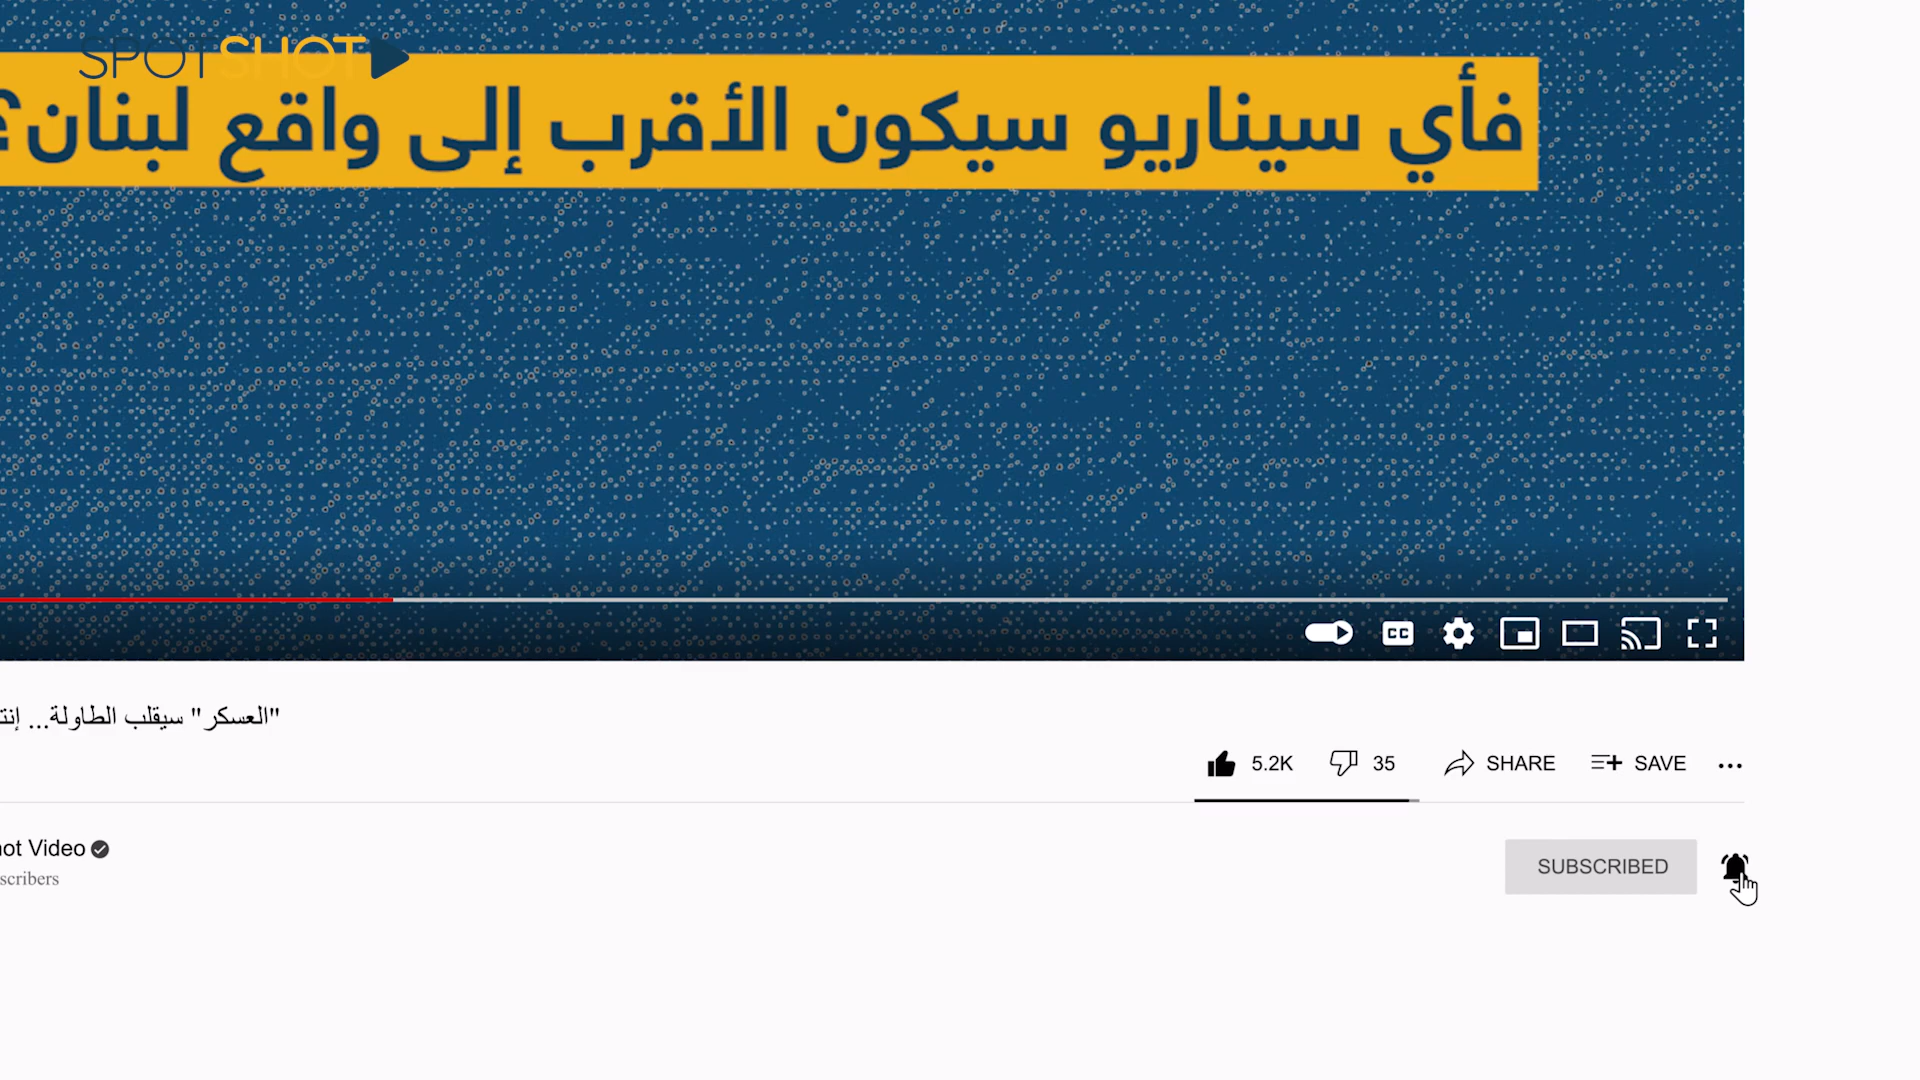 SPOTSHOT
فأي سيناريو سيكون الأقرب إلى واقع لبنان؟
"العسكر" سيقلب الطاولة... إنت
5.2K 35 SHARE SAVE
ot Video
scribers
SUBSCRIBED